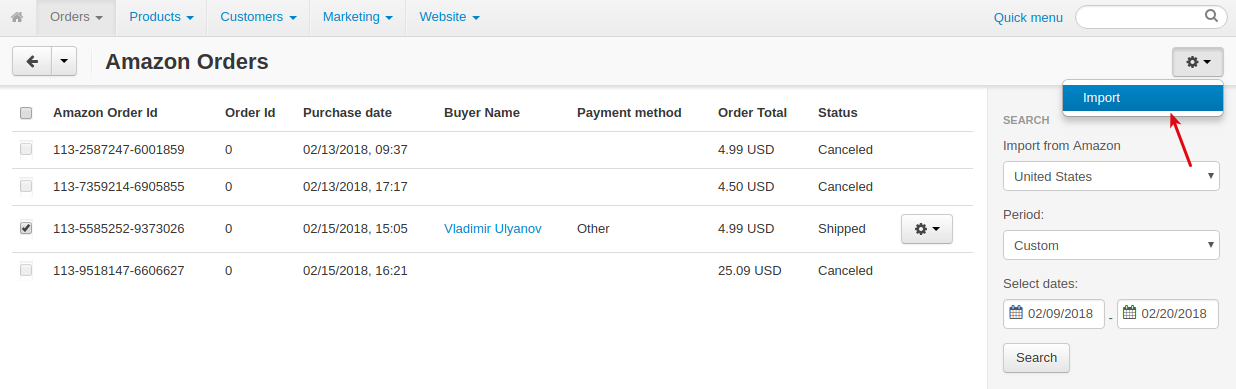 Orders Products Customers Marketing Website Quick menu
Amazon Orders
Import
Amazon Order Id Order Id Purchase date Buyer Name Payment method Order Total Status
113-2587247-6001859 0 02/13/2018, 09:37 4.99 USD Canceled
113-7359214-6905855 0 02/13/2018, 17:17 4.50 USD Canceled
113-5585252-9373026 0 02/15/2018, 15:05 Vladimir Ulyanov Other 4.99 USD Shipped
113-9518147-6606627 0 02/15/2018, 16:21 25.09 USD Canceled
SEARCH
Import from Amazon
United States
Period:
Custom
Select dates:
02/09/2018 - 02/20/2018
Search